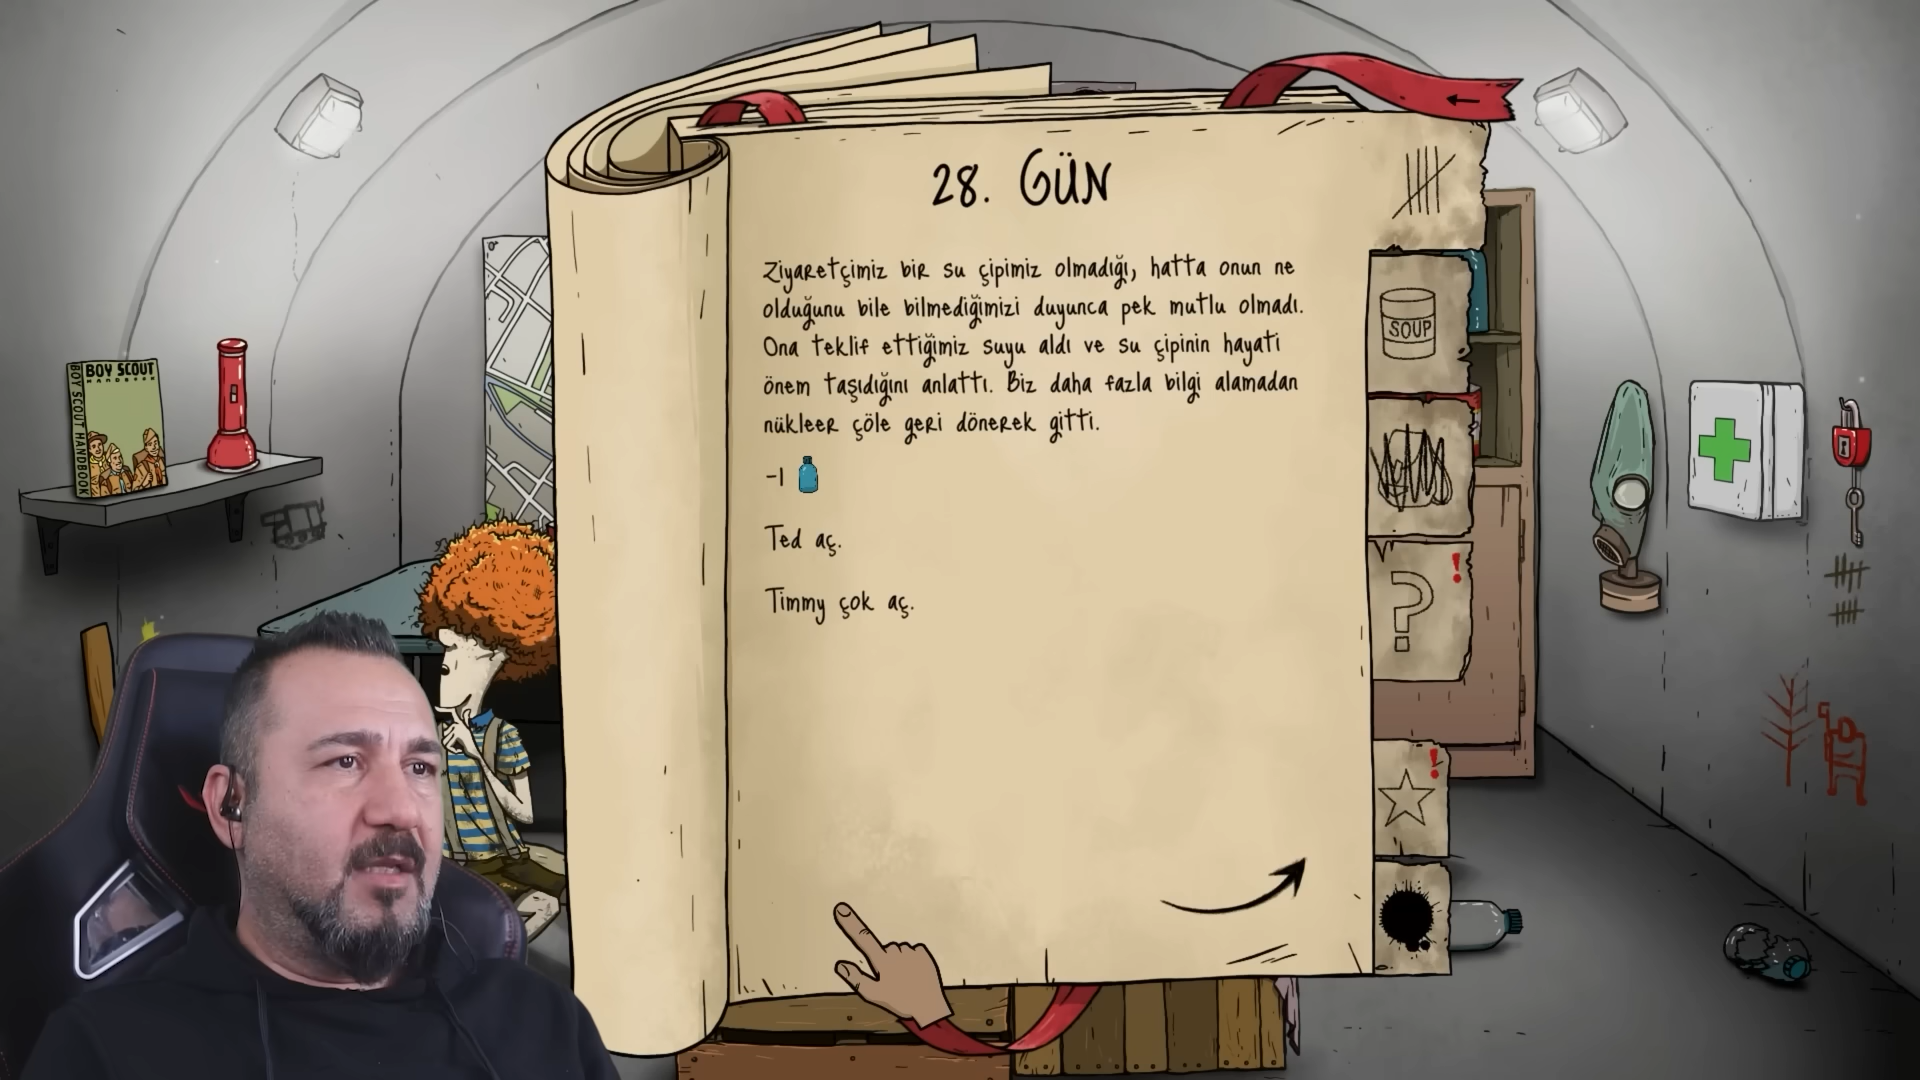 28. GÜN
Ziyaretçimiz bir su çipimiz olmadığı, hatta onun ne
olduğunu bile bilmediğimizi duyunca pek mutlu olmadı.
Ona teklif ettiğimiz suyu aldı ve su çipinin hayati
önem taşıdığını anlattı. Biz daha fazla bilgi alamadan
nükleer çöle geri dönerek gitti.
-1
Ted aç.
Timmy çok aç.
BOY SCOUT
HANDBOOK
BOY SCOUT HANDBOOK
SOUP
?
!
!